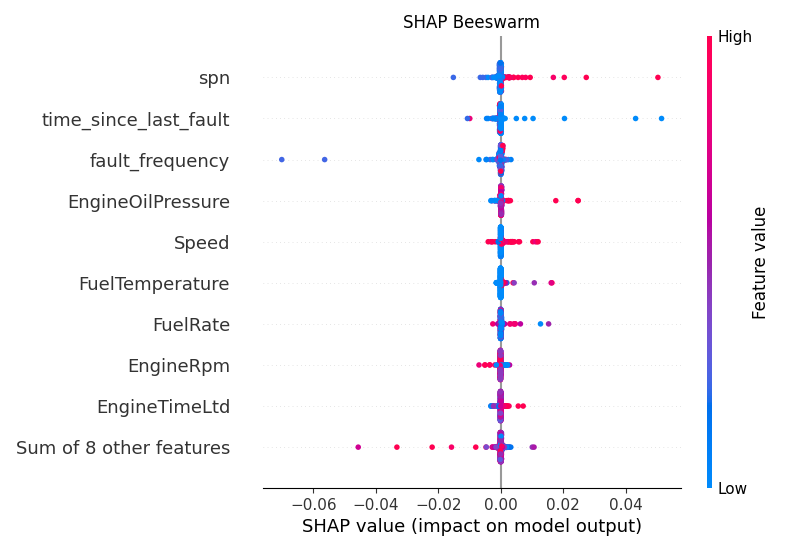 SHAP Beeswarm
High
spn
time_since_last_fault
fault_frequency
EngineOilPressure
Speed
FuelTemperature
FuelRate
EngineRpm
EngineTimeLtd
Sum of 8 other features
Feature value
Low
−0.06 −0.04 −0.02 0.00 0.02 0.04
SHAP value (impact on model output)